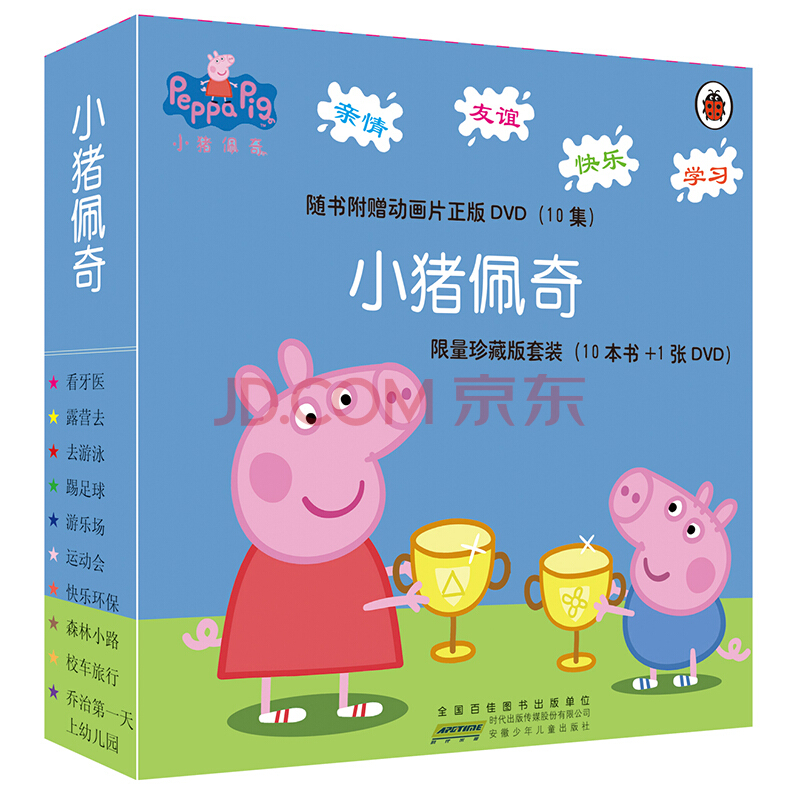 小猪佩奇
看牙医
露营去
去游泳
踢足球
游乐场
运动会
快乐环保
森林小路
校车旅行
乔治第一天
上幼儿园
Peppa Pig
小猪佩奇
亲情
友谊
快乐
学习
随书附赠动画片正版 DVD（10 集）
小猪佩奇
限量珍藏版套装（10 本书 +1 张 DVD）
JD.COM 京东
全国百佳图书出版单位
ARCTIME
时代出版
时代出版传媒股份有限公司
安徽少年儿童出版社